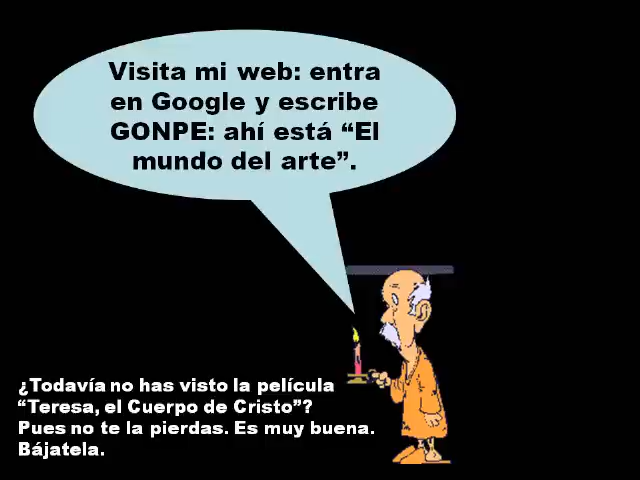 Visita mi web: entra
en Google y escribe
GONPE: ahí está “El
mundo del arte”.
¿Todavía no has visto la película
“Teresa, el Cuerpo de Cristo”?
Pues no te la pierdas. Es muy buena.
Bájatela.